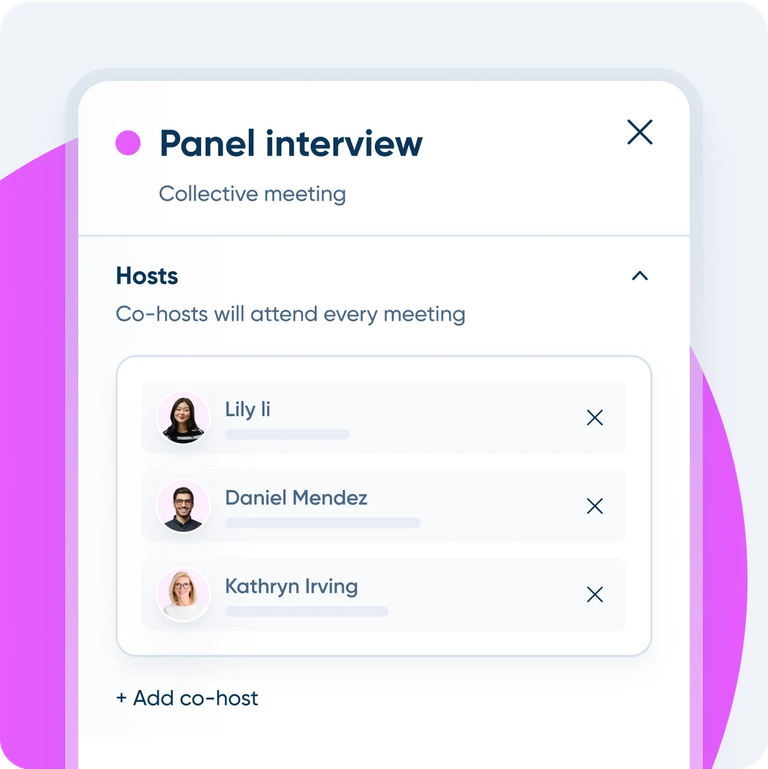 Panel interview
Collective meeting
Hosts
Co-hosts will attend every meeting
Lily li
Daniel Mendez
Kathryn Irving
+ Add co-host